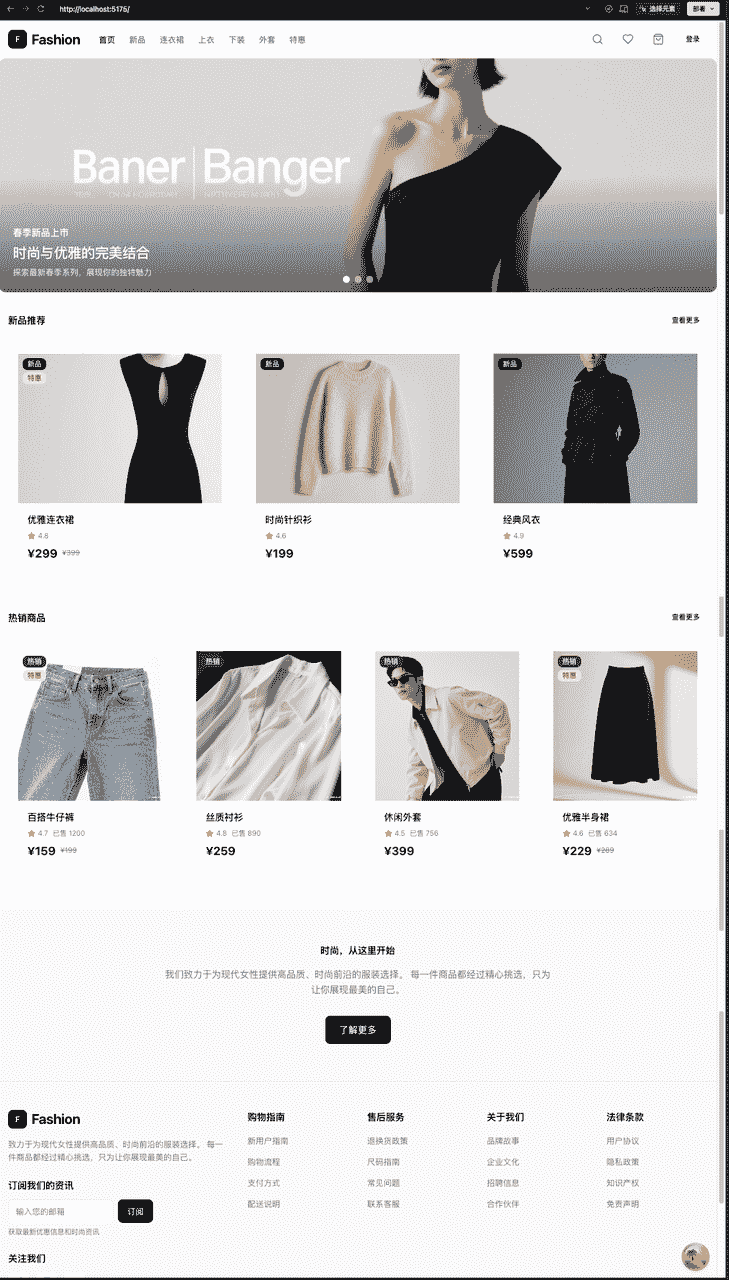 http://localhost:5175/
选择元素
部署
F Fashion
首页 新品 连衣裙 上衣 下装 外套 特惠
登录
Baner Banger
春季新品上市
时尚与优雅的完美结合
探索最新春季系列，展现你的独特魅力
新品推荐
查看更多
新品
特惠
新品
新品
优雅连衣裙
4.8
¥299 ¥399
时尚针织衫
4.6
¥199
经典风衣
4.9
¥599
热销商品
查看更多
热销
特惠
热销
热销
热销
特惠
百搭牛仔裤
4.7 已售 1200
¥159 ¥199
丝质衬衫
4.8 已售 890
¥259
休闲外套
4.5 已售 756
¥399
优雅半身裙
4.6 已售 634
¥229 ¥289
时尚，从这里开始
我们致力于为现代女性提供高品质、时尚前沿的服装选择。 每一件商品都经过精心挑选，只为
让你展现最美的自己。
了解更多
F Fashion
致力于为现代女性提供高品质、时尚前沿的服装选择。 每一
件商品都经过精心挑选，只为让你展现最美的自己。
订阅我们的资讯
输入您的邮箱
订阅
获取最新优惠信息和时尚资讯
关注我们
购物指南
新用户指南
购物流程
支付方式
配送说明
售后服务
退换货政策
尺码指南
常见问题
联系客服
关于我们
品牌故事
企业文化
招聘信息
合作伙伴
法律条款
用户协议
隐私政策
知识产权
免责声明